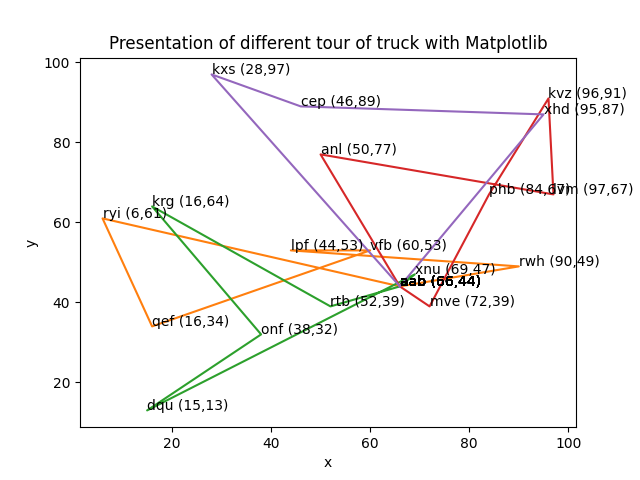 Presentation of different tour of truck with Matplotlib
100
80
60
40
20
y
kxs (28,97)
cep (46,89)
kvz (96,91)
xhd (95,87)
anl (50,77)
phb (84,67)
(97,67)
krg (16,64)
ryi (6,61)
lpf (44,53)
vfb (60,53)
rwh (90,49)
xnu (69,47)
rtb (52,39)
mve (72,39)
qef (16,34)
onf (38,32)
dqu (15,13)
20
40
60
80
100
x